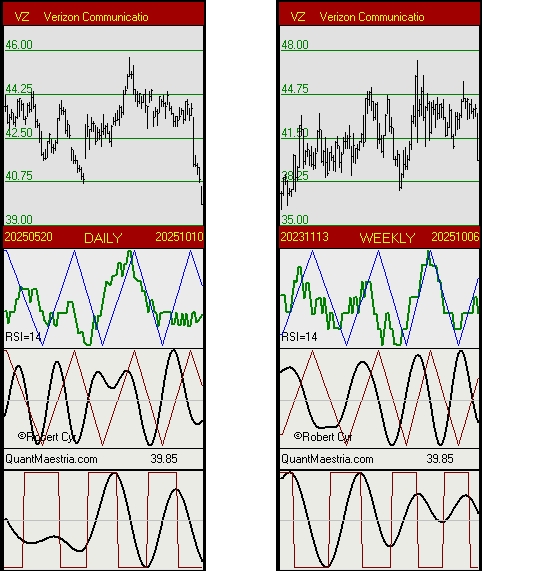 VZ Verizon Communicatio
46.00
44.25
42.50
40.75
39.00
20250520 DAILY 20251010
RSI=14
©Robert Cyr
QuantMaestria.com 39.85
VZ Verizon Communicatio
48.00
44.75
41.50
38.25
35.00
20231113 WEEKLY 20251006
RSI=14
©Robert Cyr
QuantMaestria.com 39.85